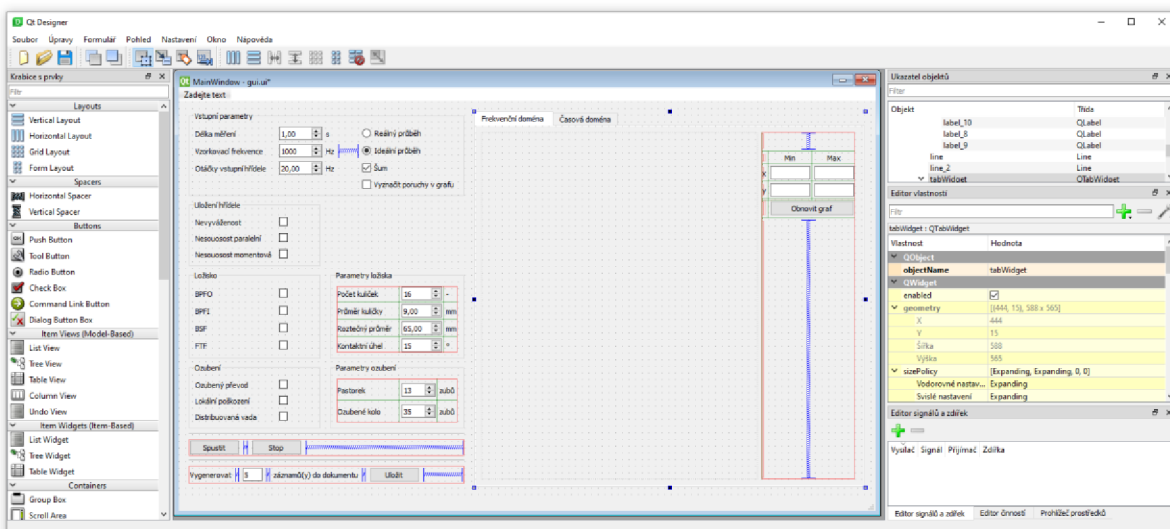 Qt Designer
Soubor Úpravy Formulář Pohled Nastavení Okno Nápověda
Krabice s prvky
Filtr
Layouts
Vertical Layout
Horizontal Layout
Grid Layout
Form Layout
Spacers
Horizontal Spacer
Vertical Spacer
Buttons
Push Button
Tool Button
Radio Button
Check Box
Command Link Button
Dialog Button Box
Item Views (Model-Based)
List View
Tree View
Table View
Column View
Undo View
Item Widgets (Item-Based)
List Widget
Tree Widget
Table Widget
Containers
Group Box
Scroll Area
MainWindow - gui.ui*
Zadejte text
Vstupní parametry
Délka měření 1,00 s Reálný průběh
Vzorkovací frekvence 1000 Hz Ideální průběh
Otáčky vstupní hřídele 20,00 Hz Šum
Vyznačit poruchy v grafu
Uložení hřídele
Nevyváženost
Nesouosost paralelní
Nesouosost momentová
Ložisko
BPFO
BPFI
BSF
FTF
Parametry ložiska
Počet kuliček 16 -
Průměr kuličky 9,00 mm
Roztečný průměr 65,00 mm
Kontaktní úhel 15 °
Ozubení
Ozubený převod
Lokální poškození
Distribuovaná vada
Parametry ozubení
Pastorek 13 zubů
Ozubené kolo 35 zubů
Spustit Stop
Vygenerovat 5 záznamů(y) do dokumentu Uložit
Frekvenční doména Časová doména
Min Max
x
y
Obnovit graf
Ukazatel objektů
Filter
Objekt Třída
label_10 QLabel
label_8 QLabel
label_9 QLabel
line Line
line_2 Line
tabWidget QTabWidget
Editor vlastností
Filtr
tabWidget : QTabWidget
Vlastnost Hodnota
QObject
objectName tabWidget
QWidget
enabled
geometry [(444, 15), 588 x 565]
X 444
Y 15
Šířka 588
Výška 565
sizePolicy [Expanding, Expanding, 0, 0]
Vodorovné nastav... Expanding
Svislé nastavení Expanding
Editor signálů a zdířek
Vysílač Signál Přijímač Zdířka
Editor signálů a zdířek Editor činností Prohlížeč prostředků